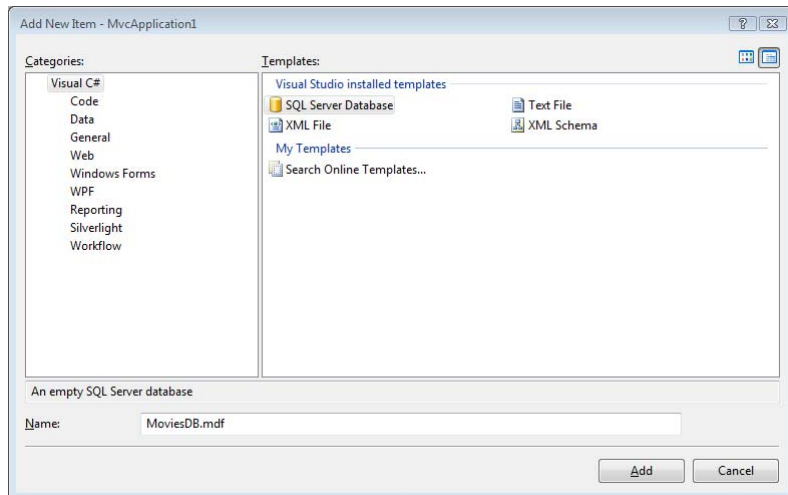 Add New Item - MvcApplication1
Categories:
Templates:
Visual C#
Code
Data
General
Web
Windows Forms
WPF
Reporting
Silverlight
Workflow
Visual Studio installed templates
SQL Server Database
Text File
XML File
XML Schema
My Templates
Search Online Templates...
An empty SQL Server database
Name: MoviesDB.mdf
Add Cancel